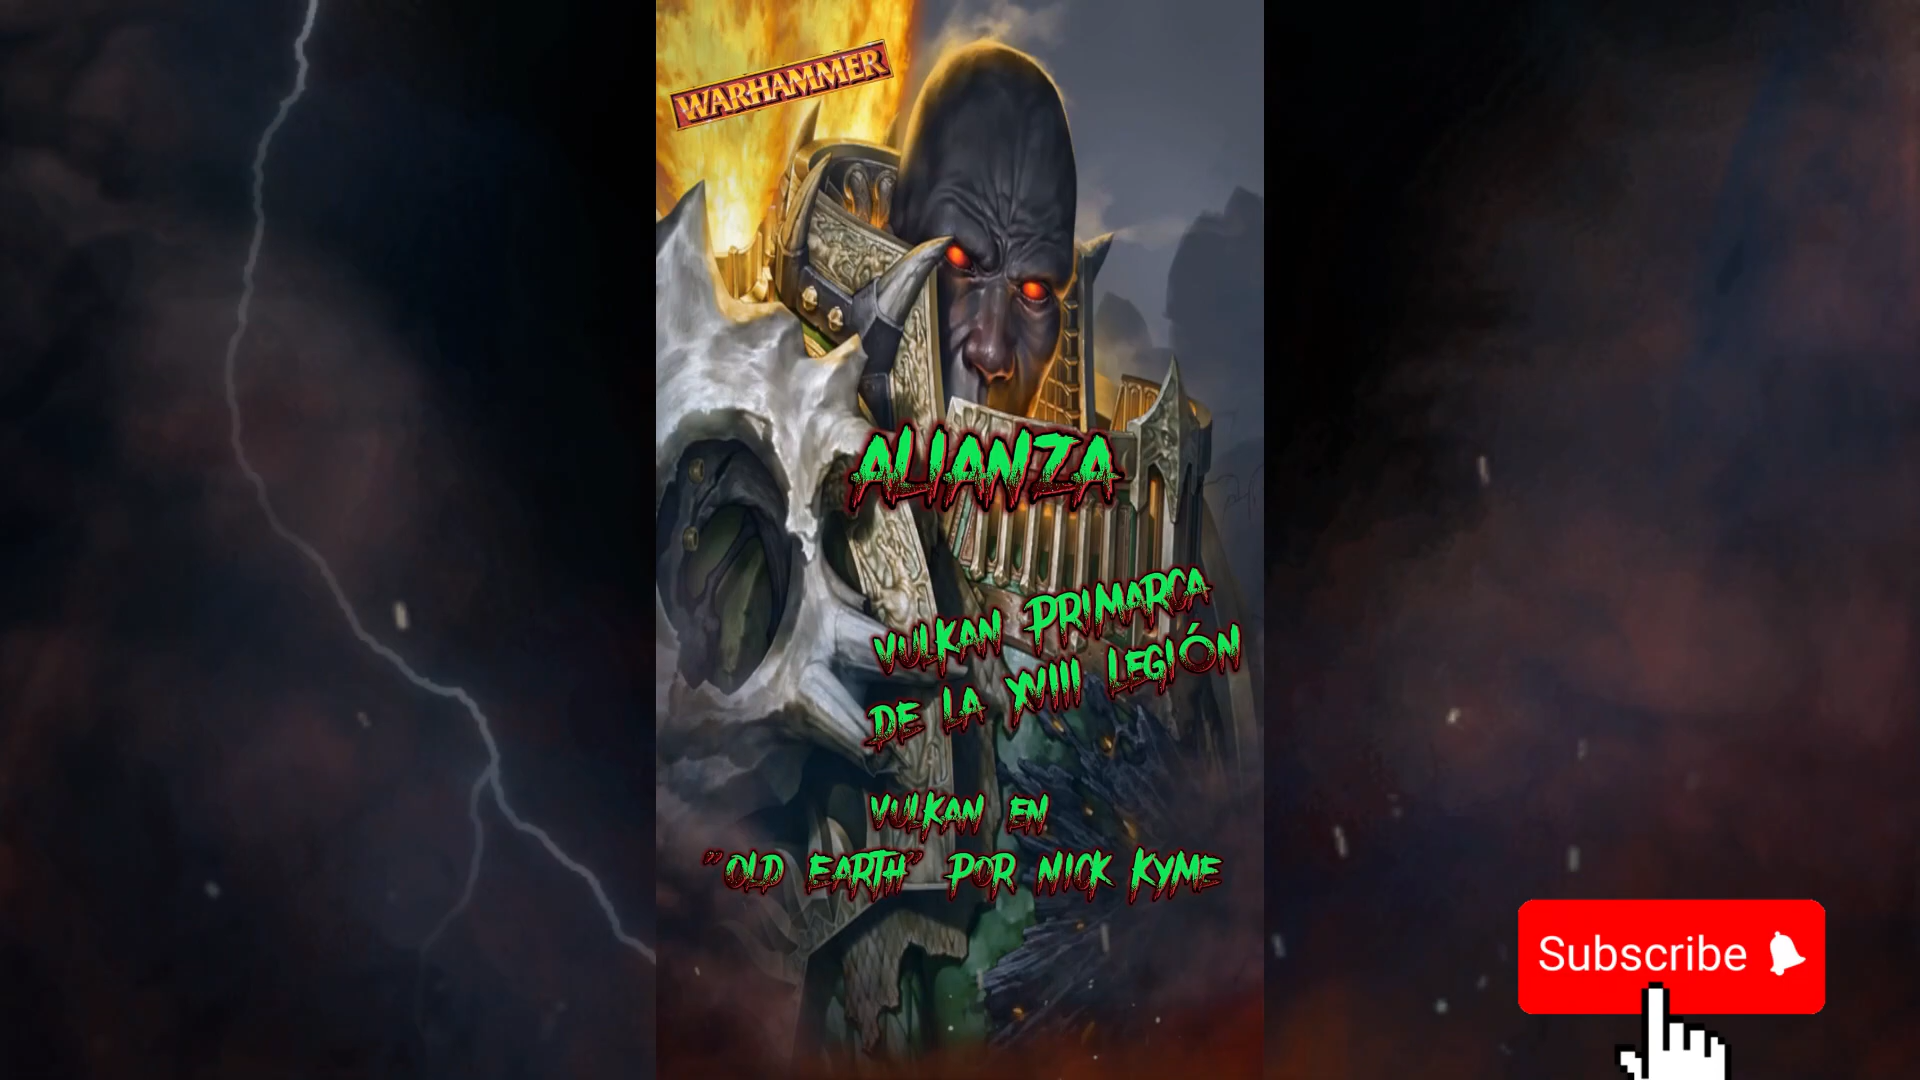 WARHAMMER
ALIANZA
VULKAN PRIMARCA
DE LA XVIII LEGIÓN
VULKAN EN
"OLD EARTH" POR NICK KYME
Subscribe